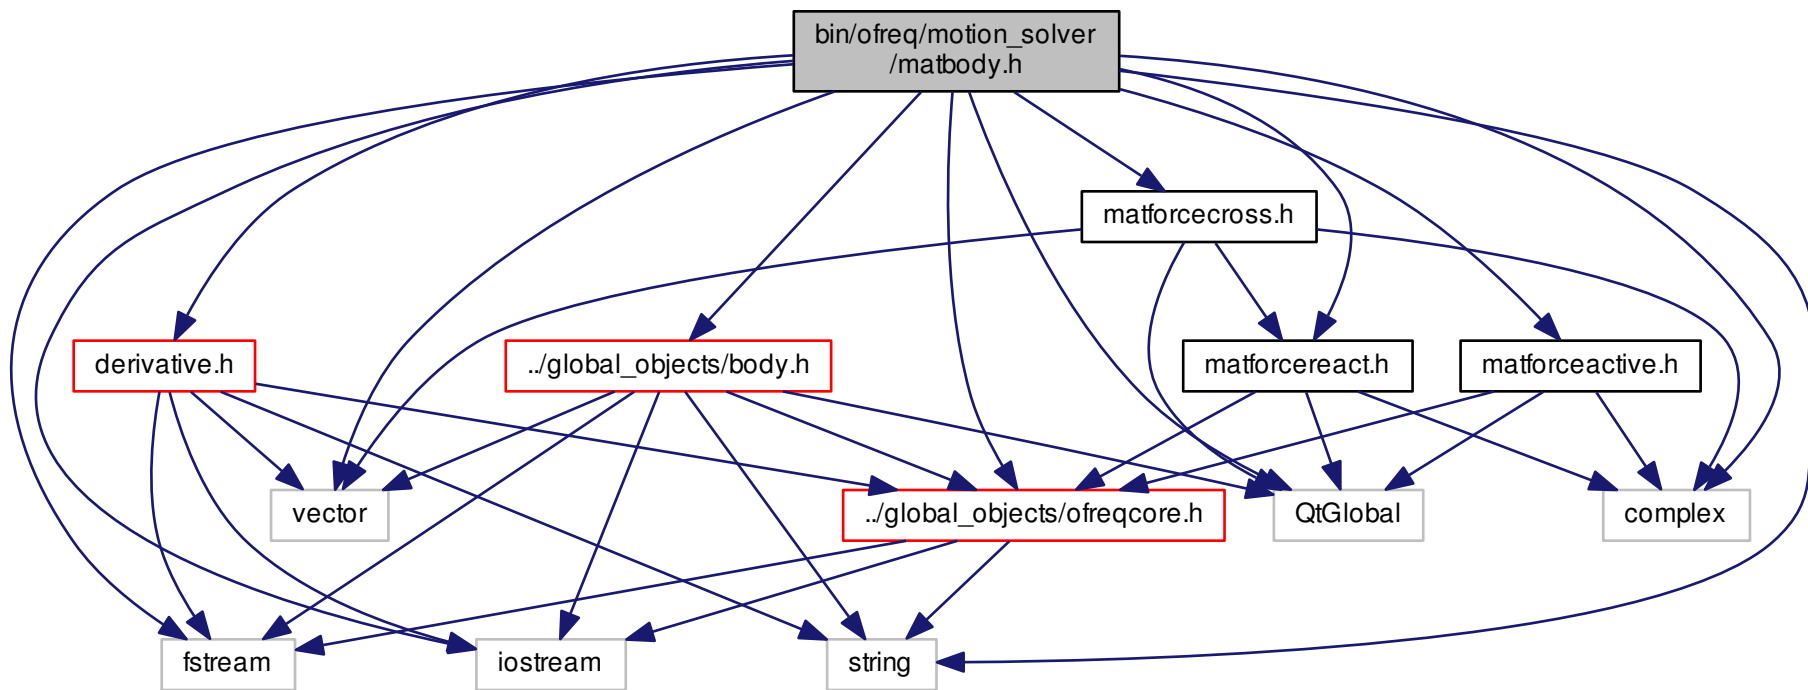 bin/ofreq/motion_solver
/matbody.h
matforcecross.h
derivative.h
../global_objects/body.h
matforcereact.h
matforceactive.h
vector
../global_objects/ofreqcore.h
QtGlobal
complex
fstream
iostream
string